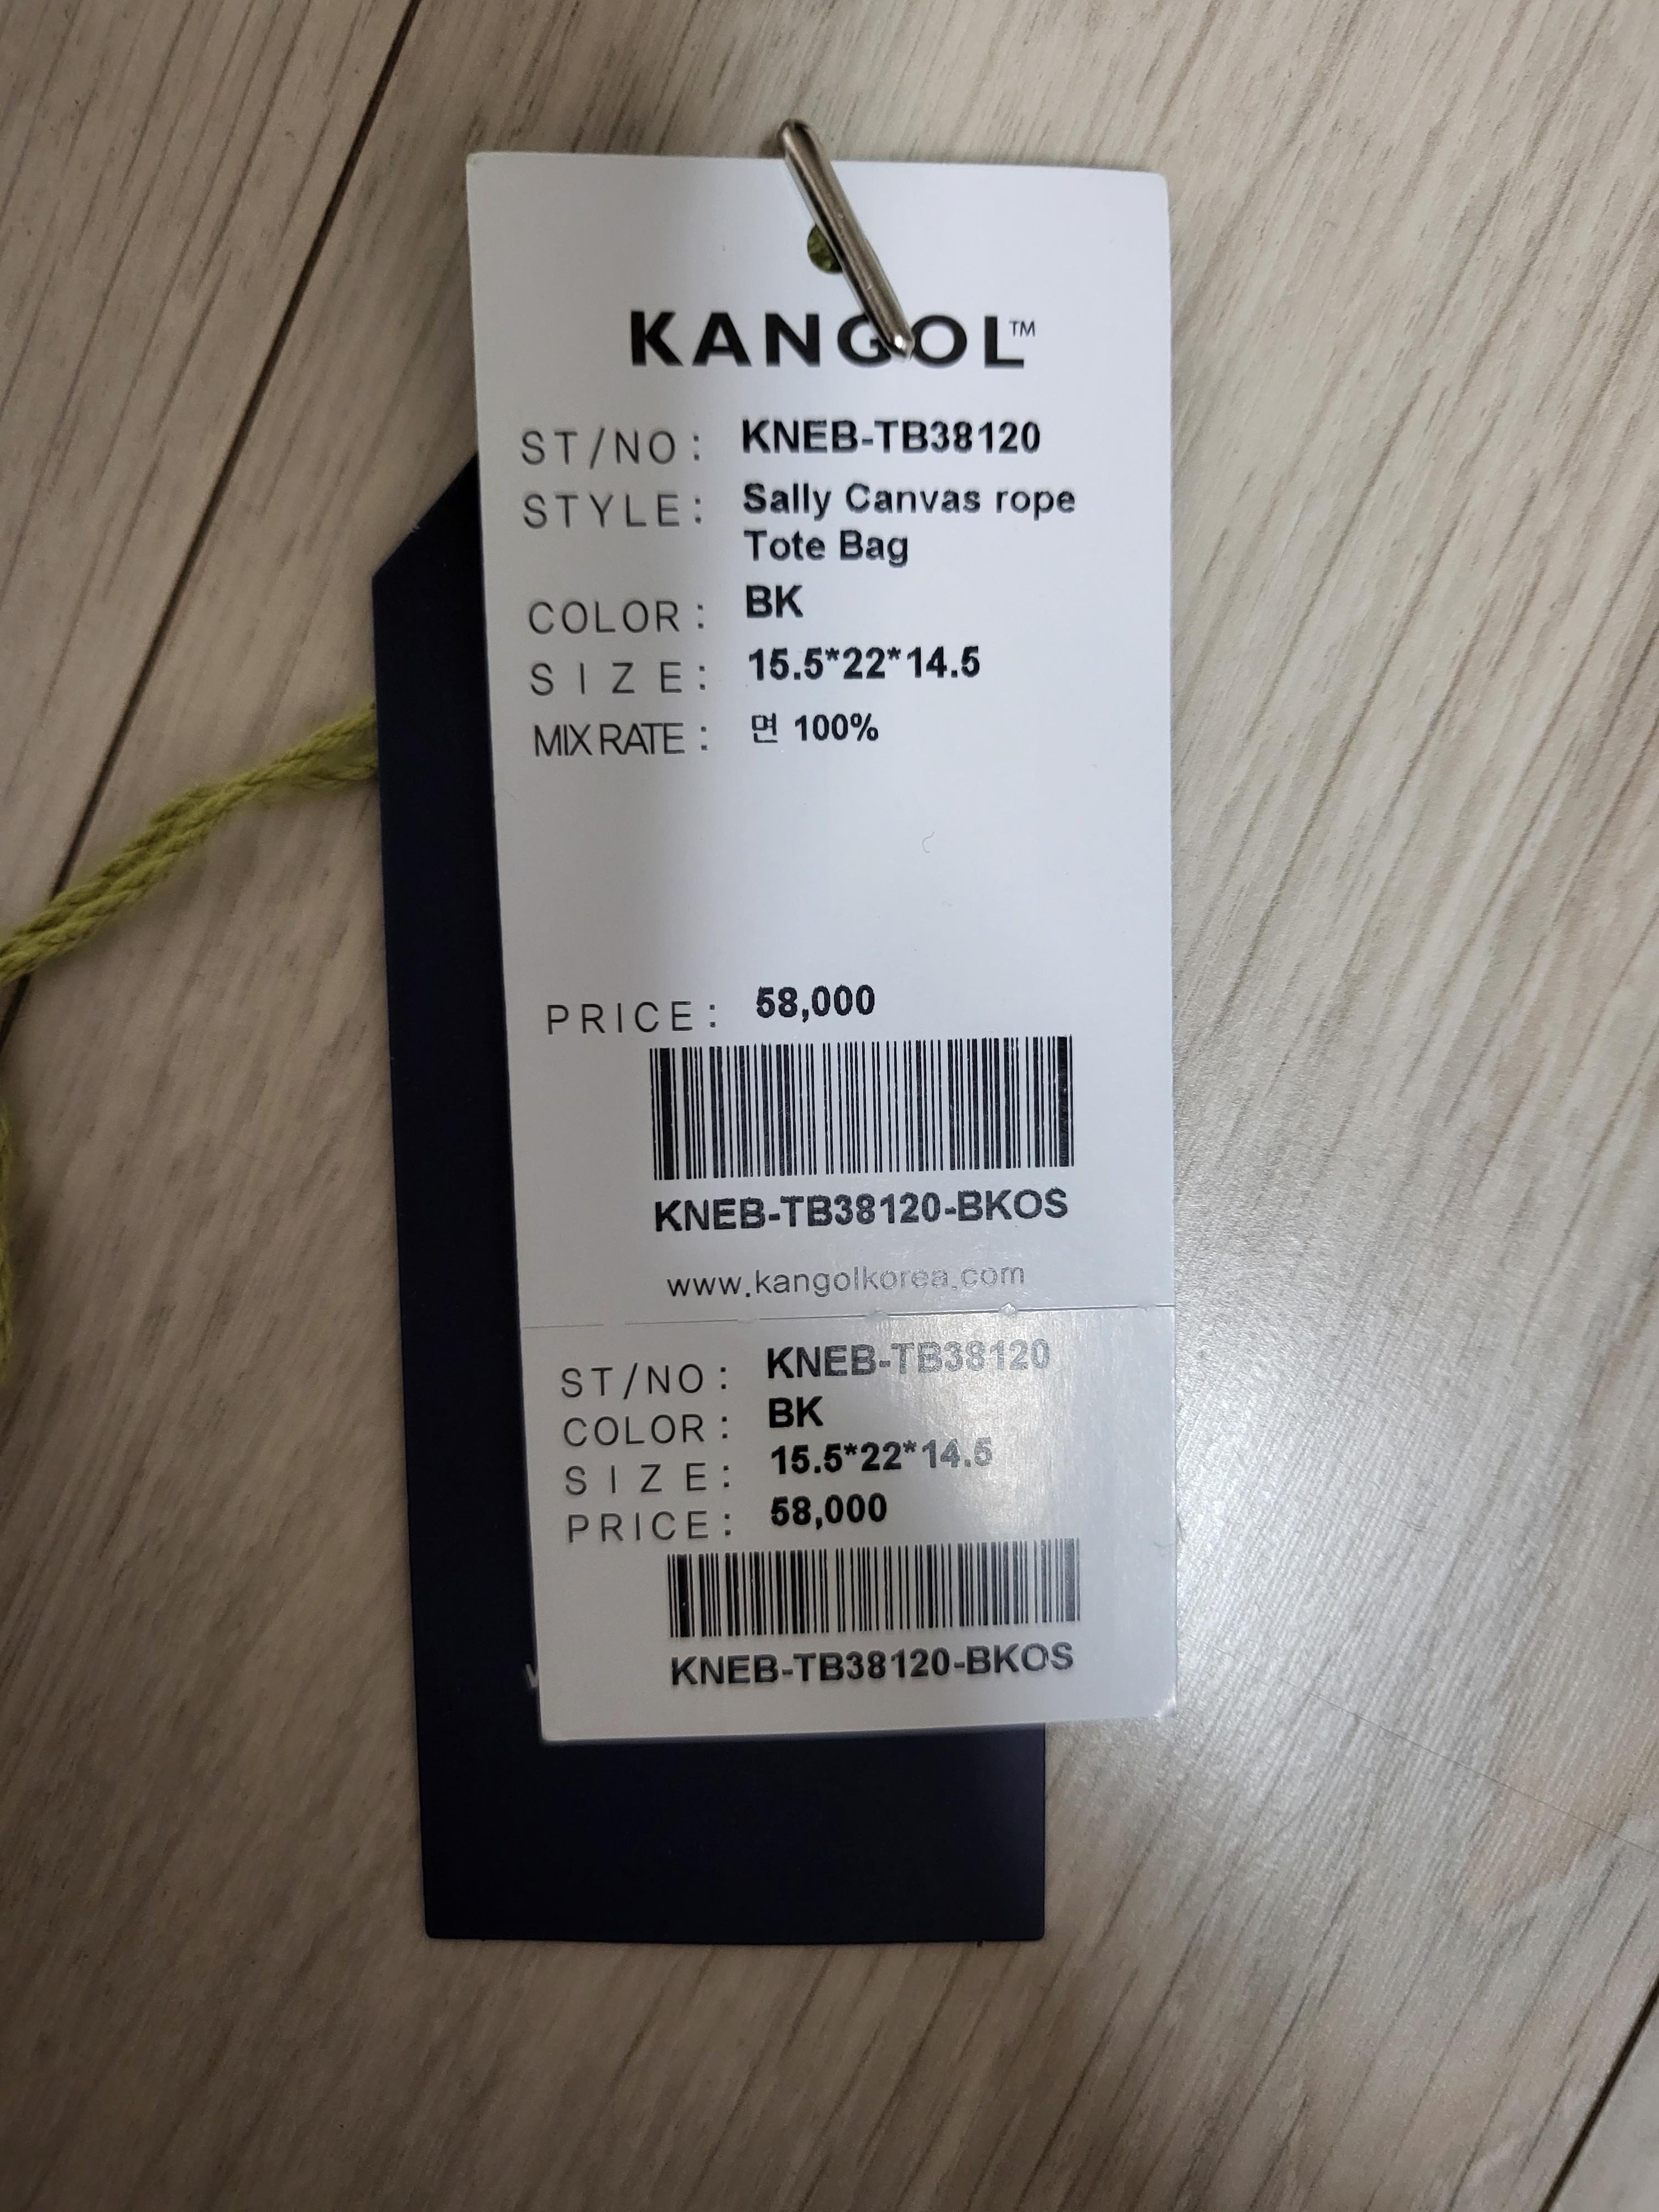 KANGOL™
ST/NO: KNEB-TB38120
STYLE: Sally Canvas rope
Tote Bag
COLOR: BK
SIZE: 15.5*22*14.5
MIX RATE: 면 100%
PRICE: 58,000
KNEB-TB38120-BKOS
www.kangolkorea.com
ST/NO: KNEB-TB38120
COLOR: BK
SIZE: 15.5*22*14.5
PRICE: 58,000
KNEB-TB38120-BKOS